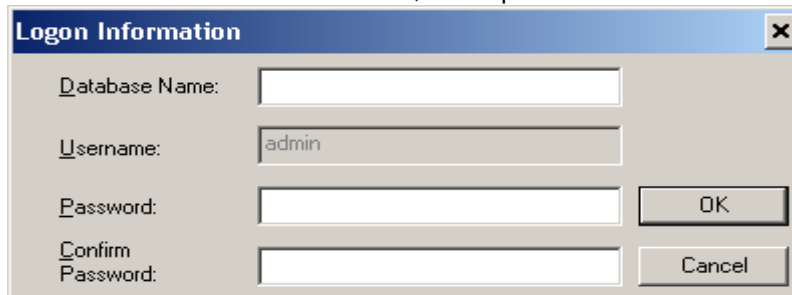 Logon Information
Database Name:
Username:
admin
Password:
OK
Confirm
Password:
Cancel